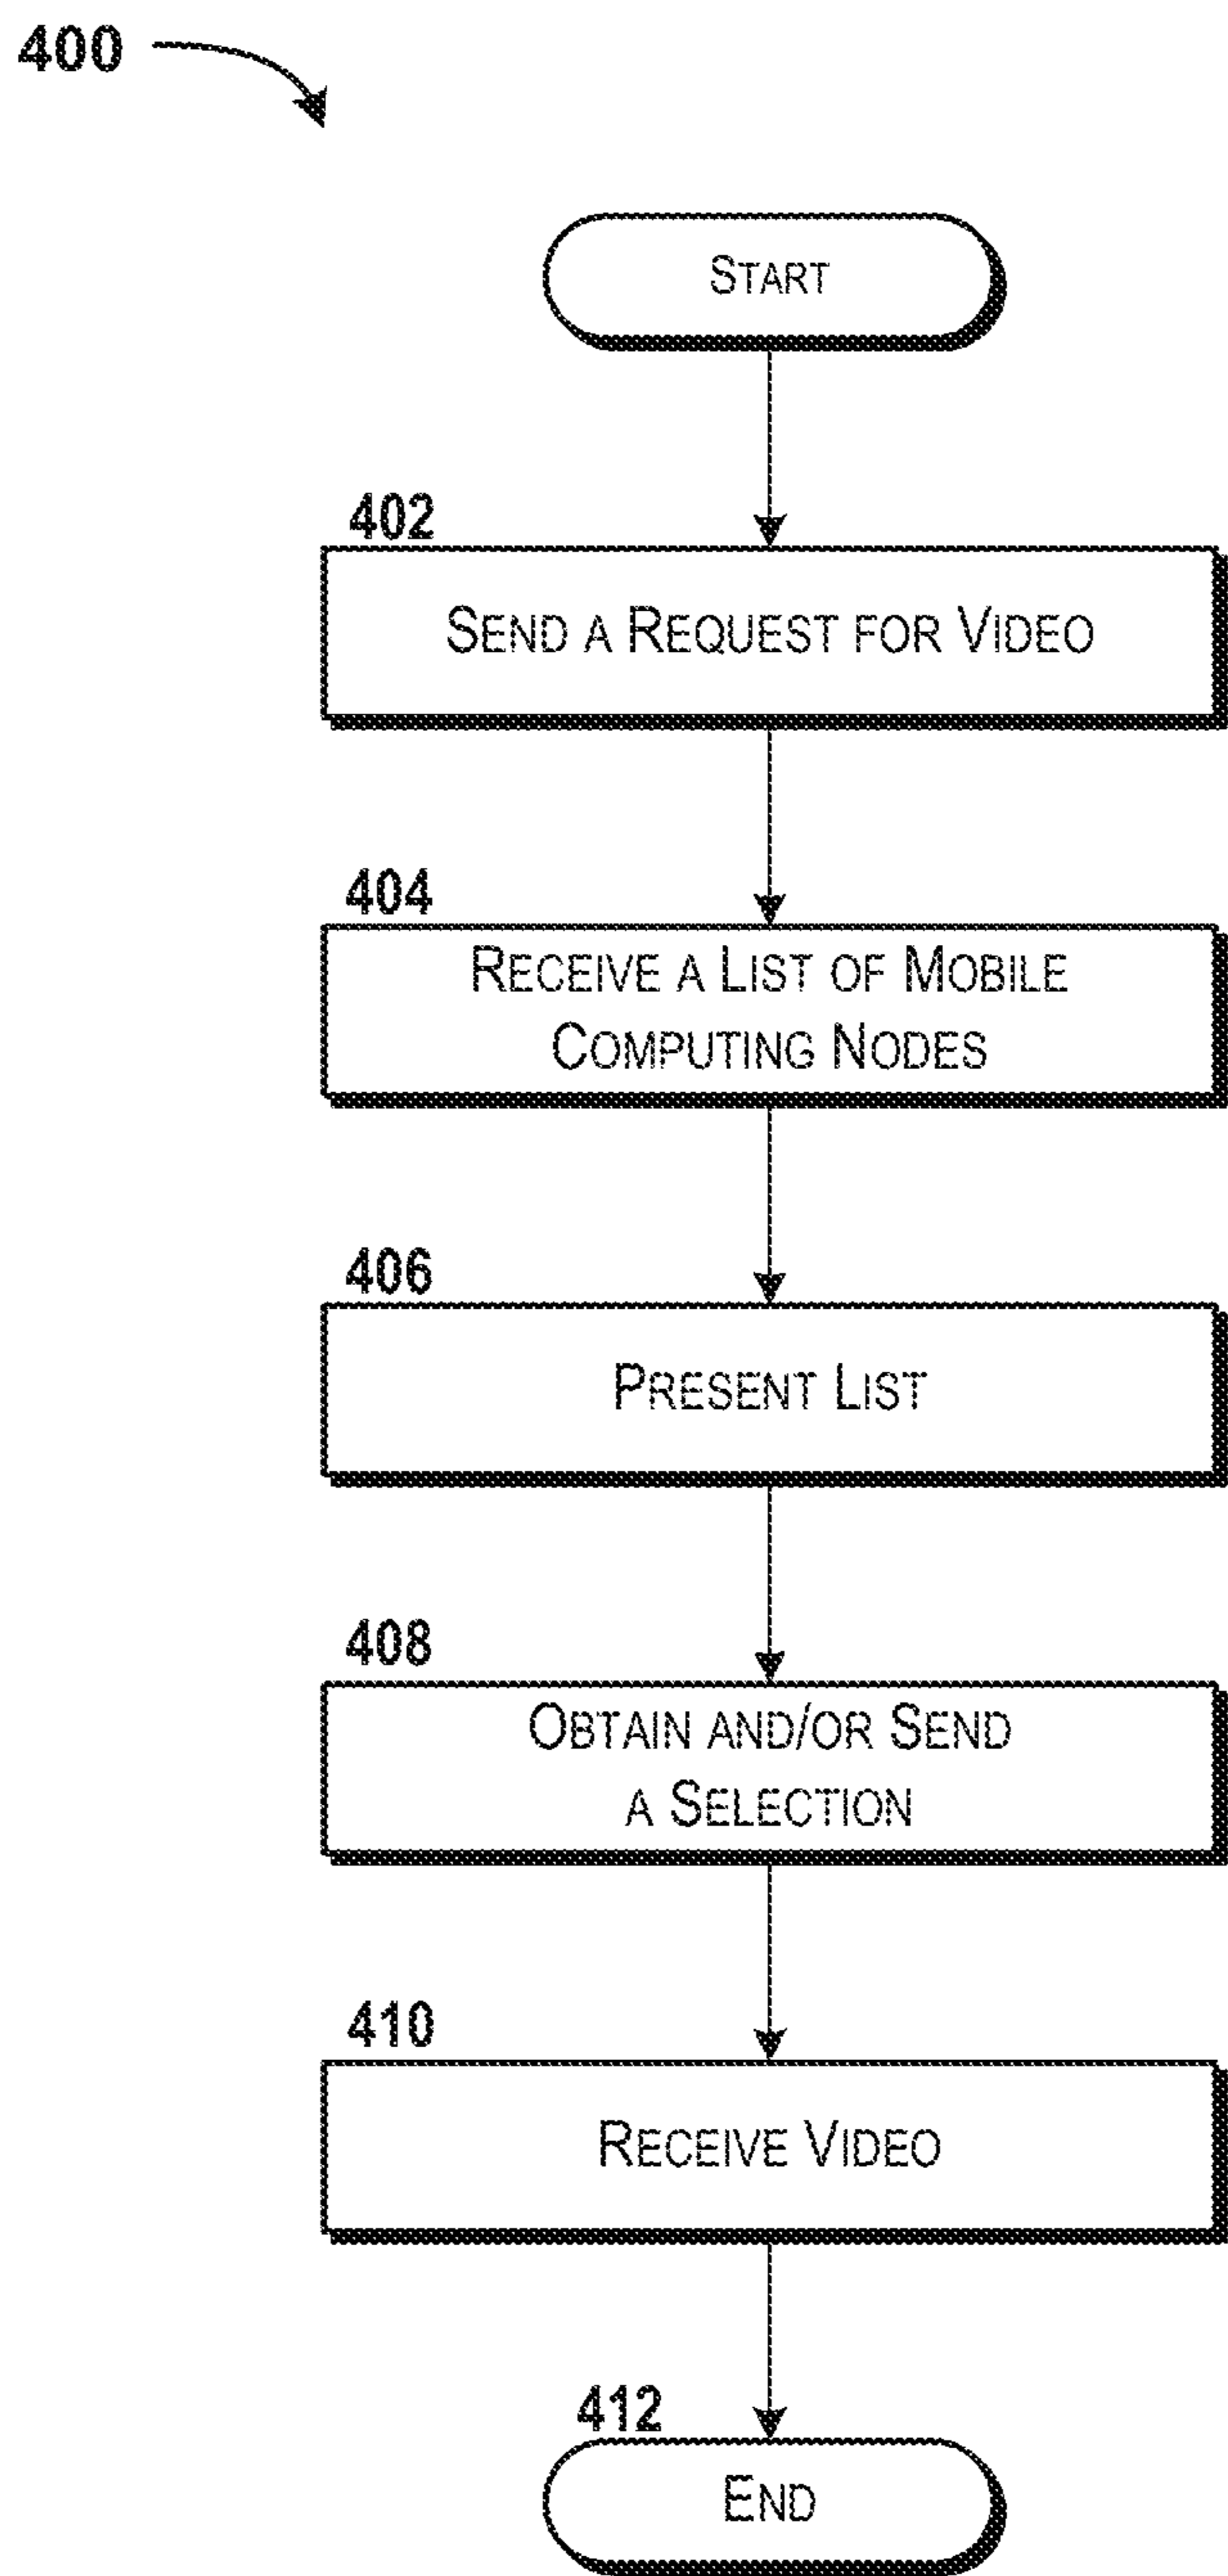 400
START
402
SEND A REQUEST FOR VIDEO
404
RECEIVE A LIST OF MOBILE
COMPUTING NODES
406
PRESENT LIST
408
OBTAIN AND/OR SEND
A SELECTION
410
RECEIVE VIDEO
412
END